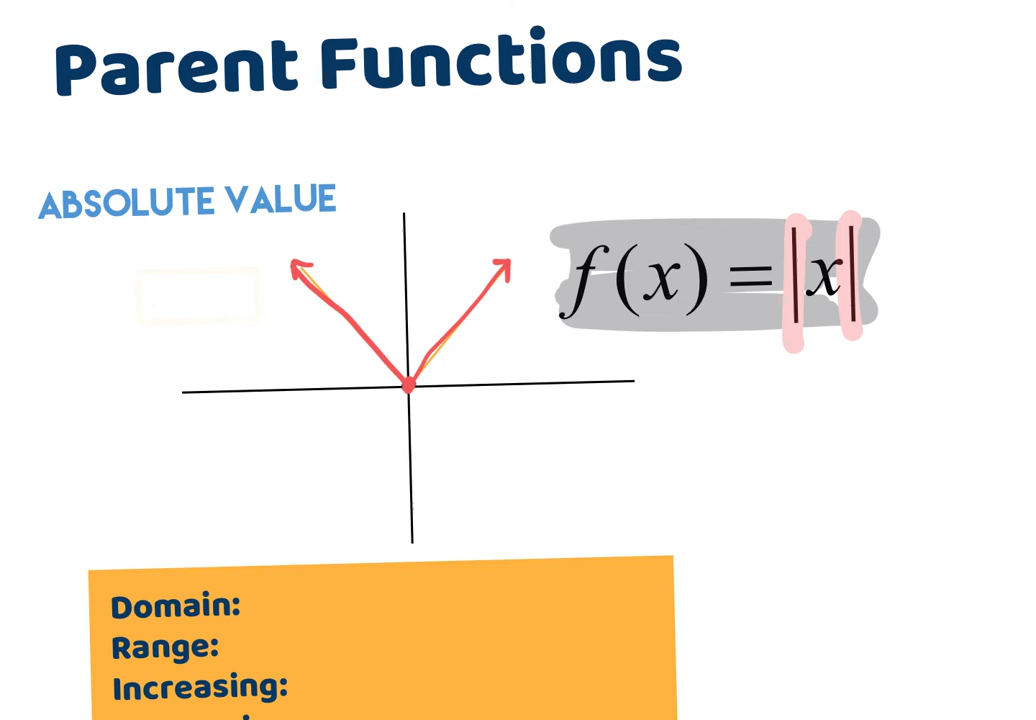 Parent Functions
ABSOLUTE VALUE
f(x) = |x|
Domain:
Range:
Increasing: